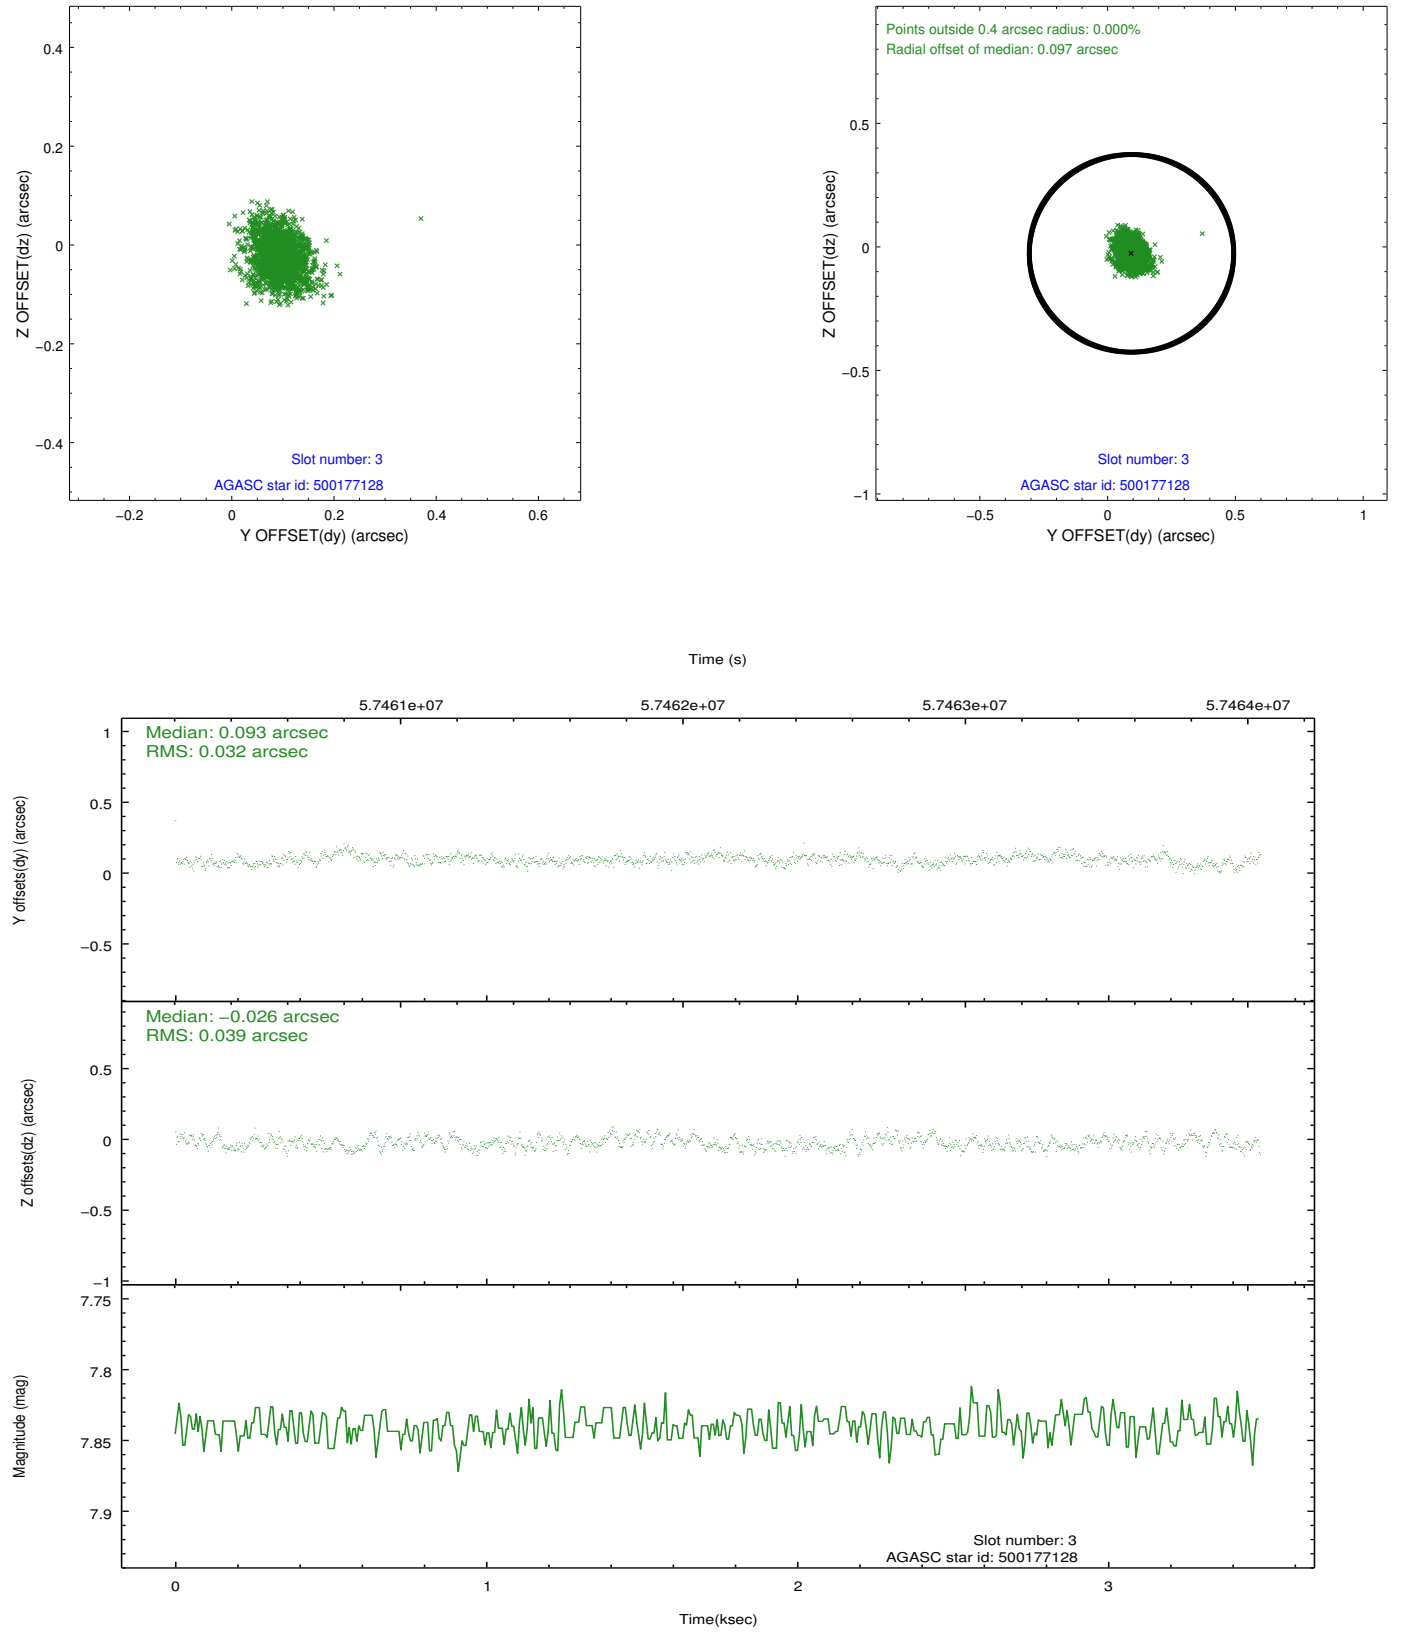 0.4
0.2
0
−0.2
−0.4
Z OFFSET(dz) (arcsec)
Slot number: 3
AGASC star id: 500177128
−0.2 0 0.2 0.4 0.6
Y OFFSET(dy) (arcsec)
Points outside 0.4 arcsec radius: 0.000%
Radial offset of median: 0.097 arcsec
0.5
0
−0.5
−1
Z OFFSET(dz) (arcsec)
Slot number: 3
AGASC star id: 500177128
−0.5 0 0.5 1
Y OFFSET(dy) (arcsec)
Time (s)
5.7461e+07 5.7462e+07 5.7463e+07 5.7464e+07
Median: 0.093 arcsec
RMS: 0.032 arcsec
1
0.5
0
−0.5
Y offsets(dy) (arcsec)
Median: −0.026 arcsec
RMS: 0.039 arcsec
0.5
0
−0.5
−1
Z offsets(dz) (arcsec)
7.75
7.8
7.85
7.9
Magnitude (mag)
Slot number: 3
AGASC star id: 500177128
0 1 2 3
Time(ksec)